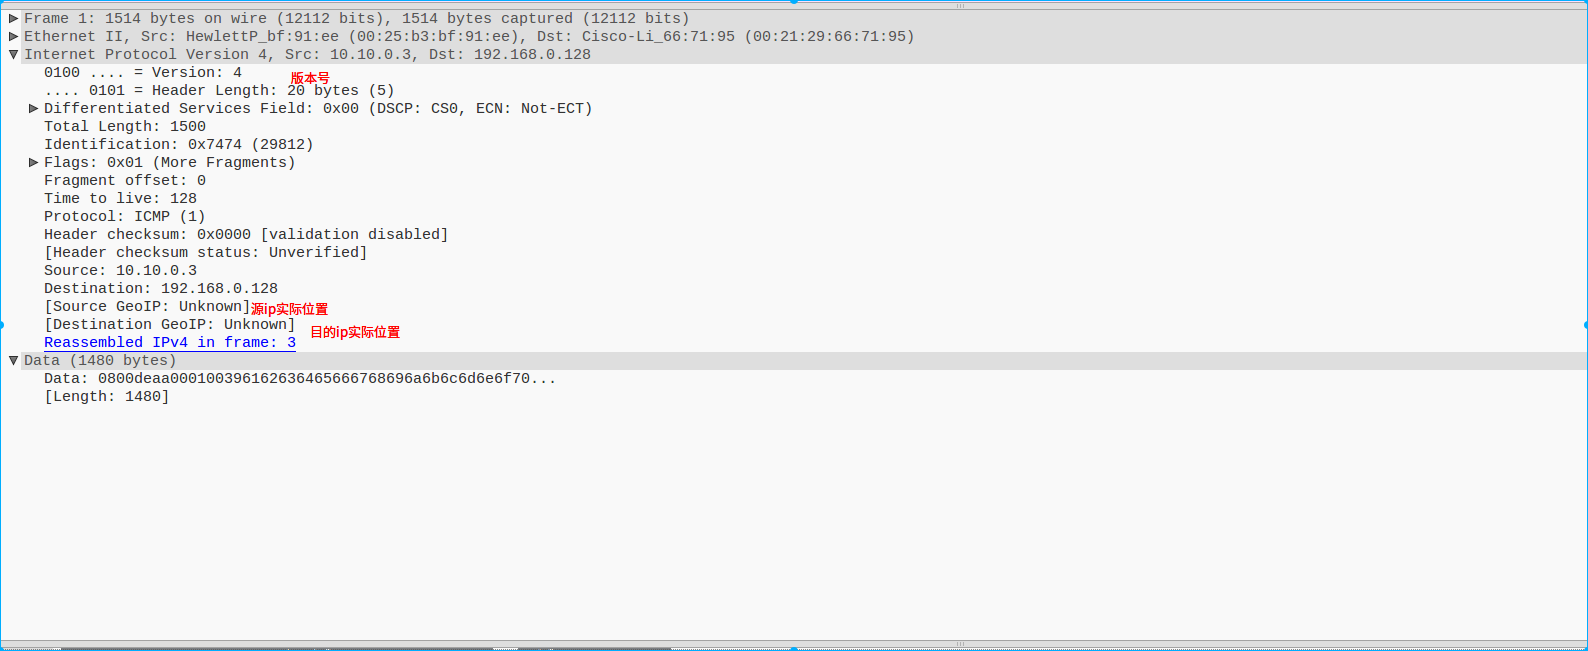 Frame 1: 1514 bytes on wire (12112 bits), 1514 bytes captured (12112 bits)
Ethernet II, Src: HewlettP_bf:91:ee (00:25:b3:bf:91:ee), Dst: Cisco-Li_66:71:95 (00:21:29:66:71:95)
Internet Protocol Version 4, Src: 10.10.0.3, Dst: 192.168.0.128
0100 .... = Version: 4 版本号
.... 0101 = Header Length: 20 bytes (5)
Differentiated Services Field: 0x00 (DSCP: CS0, ECN: Not-ECT)
Total Length: 1500
Identification: 0x7474 (29812)
Flags: 0x01 (More Fragments)
Fragment offset: 0
Time to live: 128
Protocol: ICMP (1)
Header checksum: 0x0000 [validation disabled]
[Header checksum status: Unverified]
Source: 10.10.0.3
Destination: 192.168.0.128
[Source GeoIP: Unknown] 源ip实际位置
[Destination GeoIP: Unknown] 目的ip实际位置
Reassembled IPv4 in frame: 3
Data (1480 bytes)
Data: 0800deaa000100396162636465666768696a6b6c6d6e6f70...
[Length: 1480]